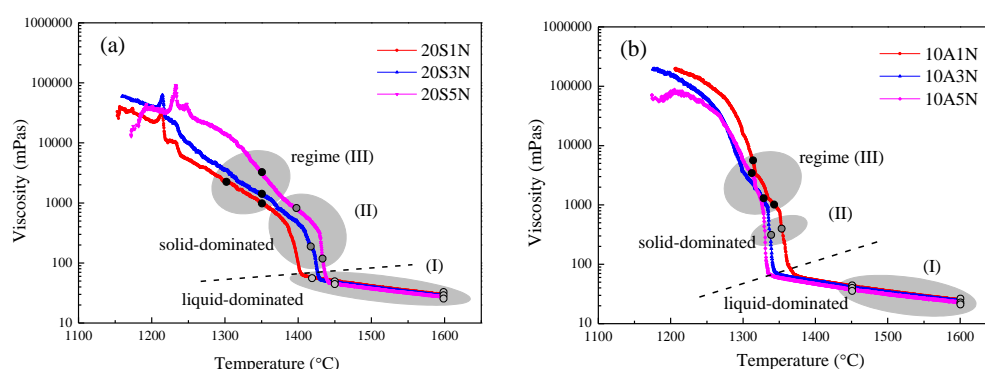 (a)
20S1N
20S3N
20S5N
regime (III)
(II)
solid-dominated
(I)
liquid-dominated
Viscosity (mPas)
1000000
100000
10000
1000
100
10
1100 1200 1300 1400 1500 1600
Temperature (°C)
(b)
10A1N
10A3N
10A5N
regime (III)
(II)
solid-dominated
(I)
liquid-dominated
Viscosity (mPas)
1000000
100000
10000
1000
100
10
1100 1200 1300 1400 1500 1600
Temperature (°C)